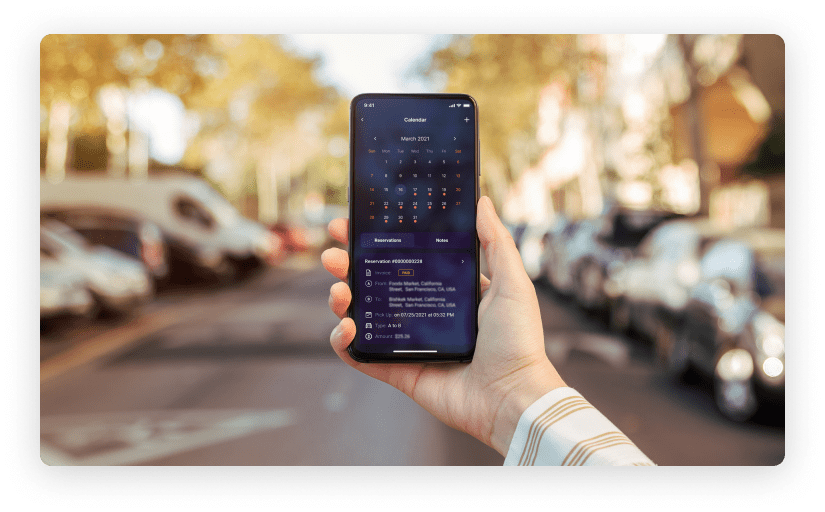 9:41
Calendar
March 2021
Sun Mon Tue Wed Thu Fri Sat
1 2 3 4 5 6
7 8 9 10 11 12 13
14 15 16 17 18 19 20
21 22 23 24 25 26 27
28 29 30 31
Reservations Notes
Reservation #0000000228
Invoice: PAID
A From: Foods Market, California
Street, San Francisco, CA, USA
B To: Market, California
Street, San Francisco, CA, USA
Pick Up: on 07/25/2021 at 05:32 PM
Type: A to B
Amount: $25.26